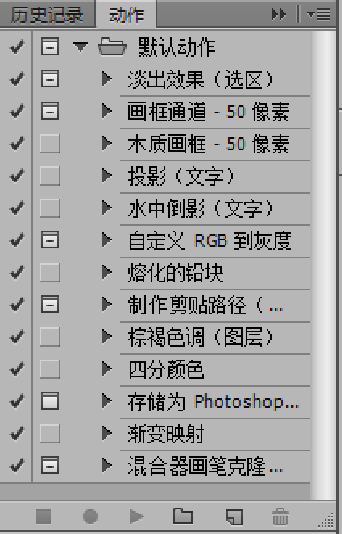 历史记录 动作
默认动作
淡出效果（选区）
画框通道 - 50 像素
木质画框 - 50 像素
投影（文字）
水中倒影（文字）
自定义 RGB 到灰度
熔化的铅块
制作剪贴路径（ ...
棕褐色调（图层）
四分颜色
存储为 Photoshop...
渐变映射
混合器画笔克隆 ...